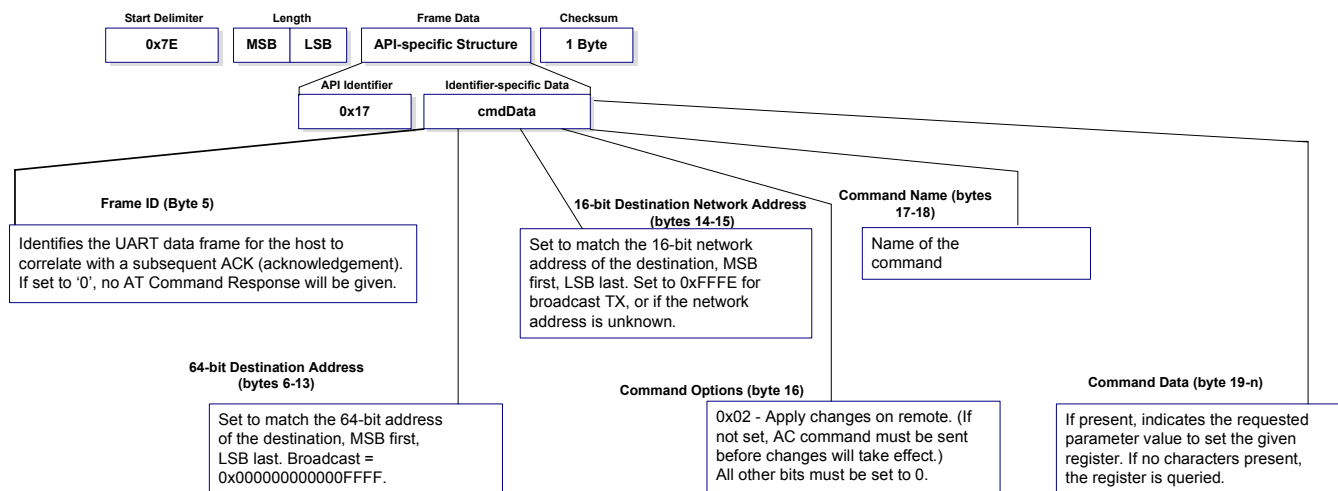 Start Delimiter Length Frame Data Checksum
0x7E MSB LSB API-specific Structure 1 Byte
API Identifier Identifier-specific Data
0x17 cmdData
Frame ID (Byte 5)
Identifies the UART data frame for the host to
correlate with a subsequent ACK (acknowledgement).
If set to ‘0’, no AT Command Response will be given.
16-bit Destination Network Address
(bytes 14-15)
Set to match the 16-bit network
address of the destination, MSB
first, LSB last. Set to 0xFFFE for
broadcast TX, or if the network
address is unknown.
Command Name (bytes
17-18)
Name of the
command
64-bit Destination Address
(bytes 6-13)
Set to match the 64-bit address
of the destination, MSB first,
LSB last. Broadcast =
0x000000000000FFFF.
Command Options (byte 16)
0x02 - Apply changes on remote. (If
not set, AC command must be sent
before changes will take effect.)
All other bits must be set to 0.
Command Data (byte 19-n)
If present, indicates the requested
parameter value to set the given
register. If no characters present,
the register is queried.